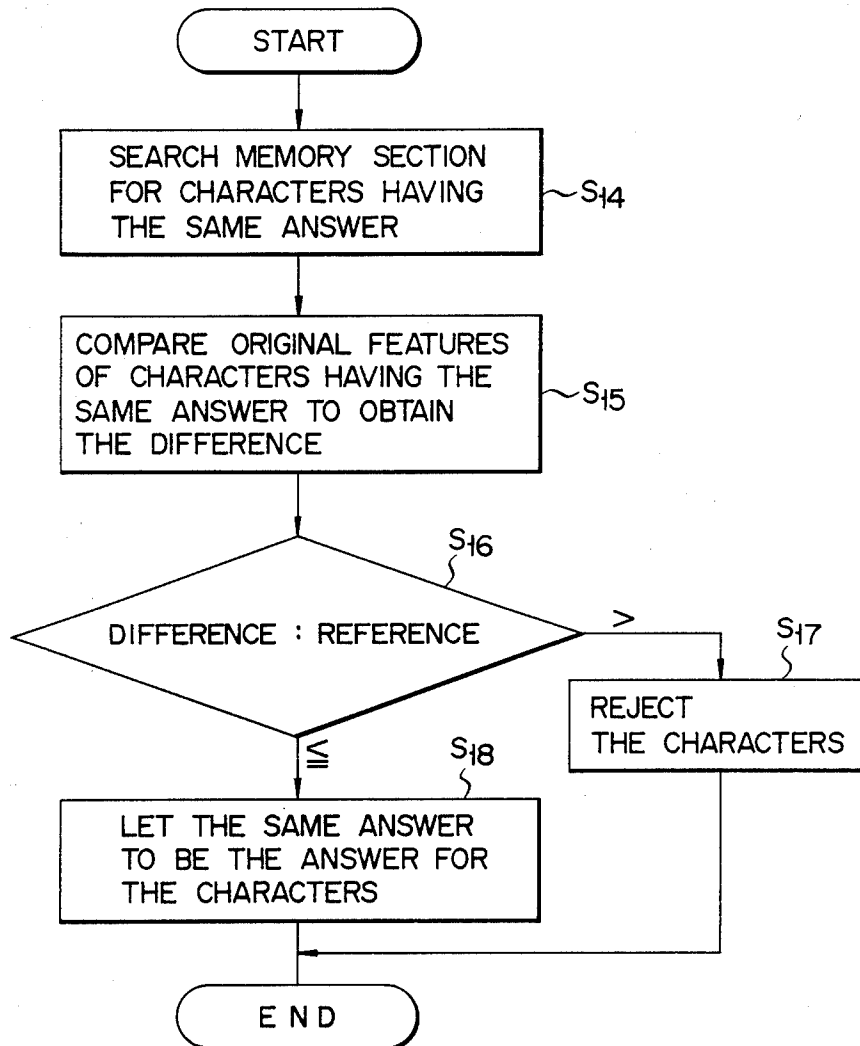 START
SEARCH MEMORY SECTION
FOR CHARACTERS HAVING
THE SAME ANSWER
S14
COMPARE ORIGINAL FEATURES
OF CHARACTERS HAVING THE
SAME ANSWER TO OBTAIN
THE DIFFERENCE
S15
S16
DIFFERENCE : REFERENCE
>
S17
REJECT
THE CHARACTERS
≦
S18
LET THE SAME ANSWER
TO BE THE ANSWER FOR
THE CHARACTERS
END